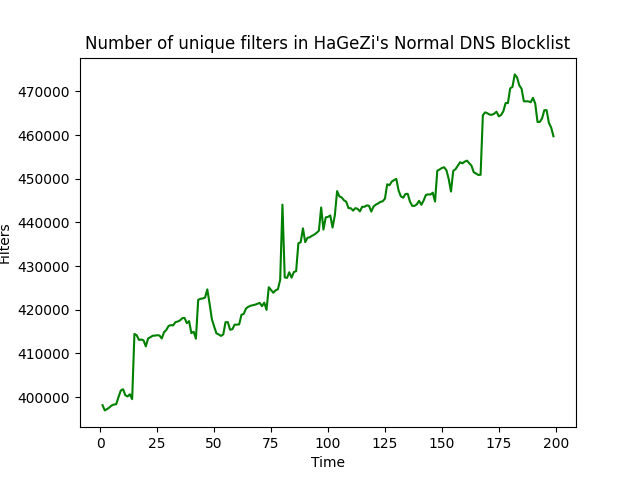 Number of unique filters in HaGeZi's Normal DNS Blocklist
470000
460000
450000
440000
430000
420000
410000
400000
Filters
0 25 50 75 100 125 150 175 200
Time